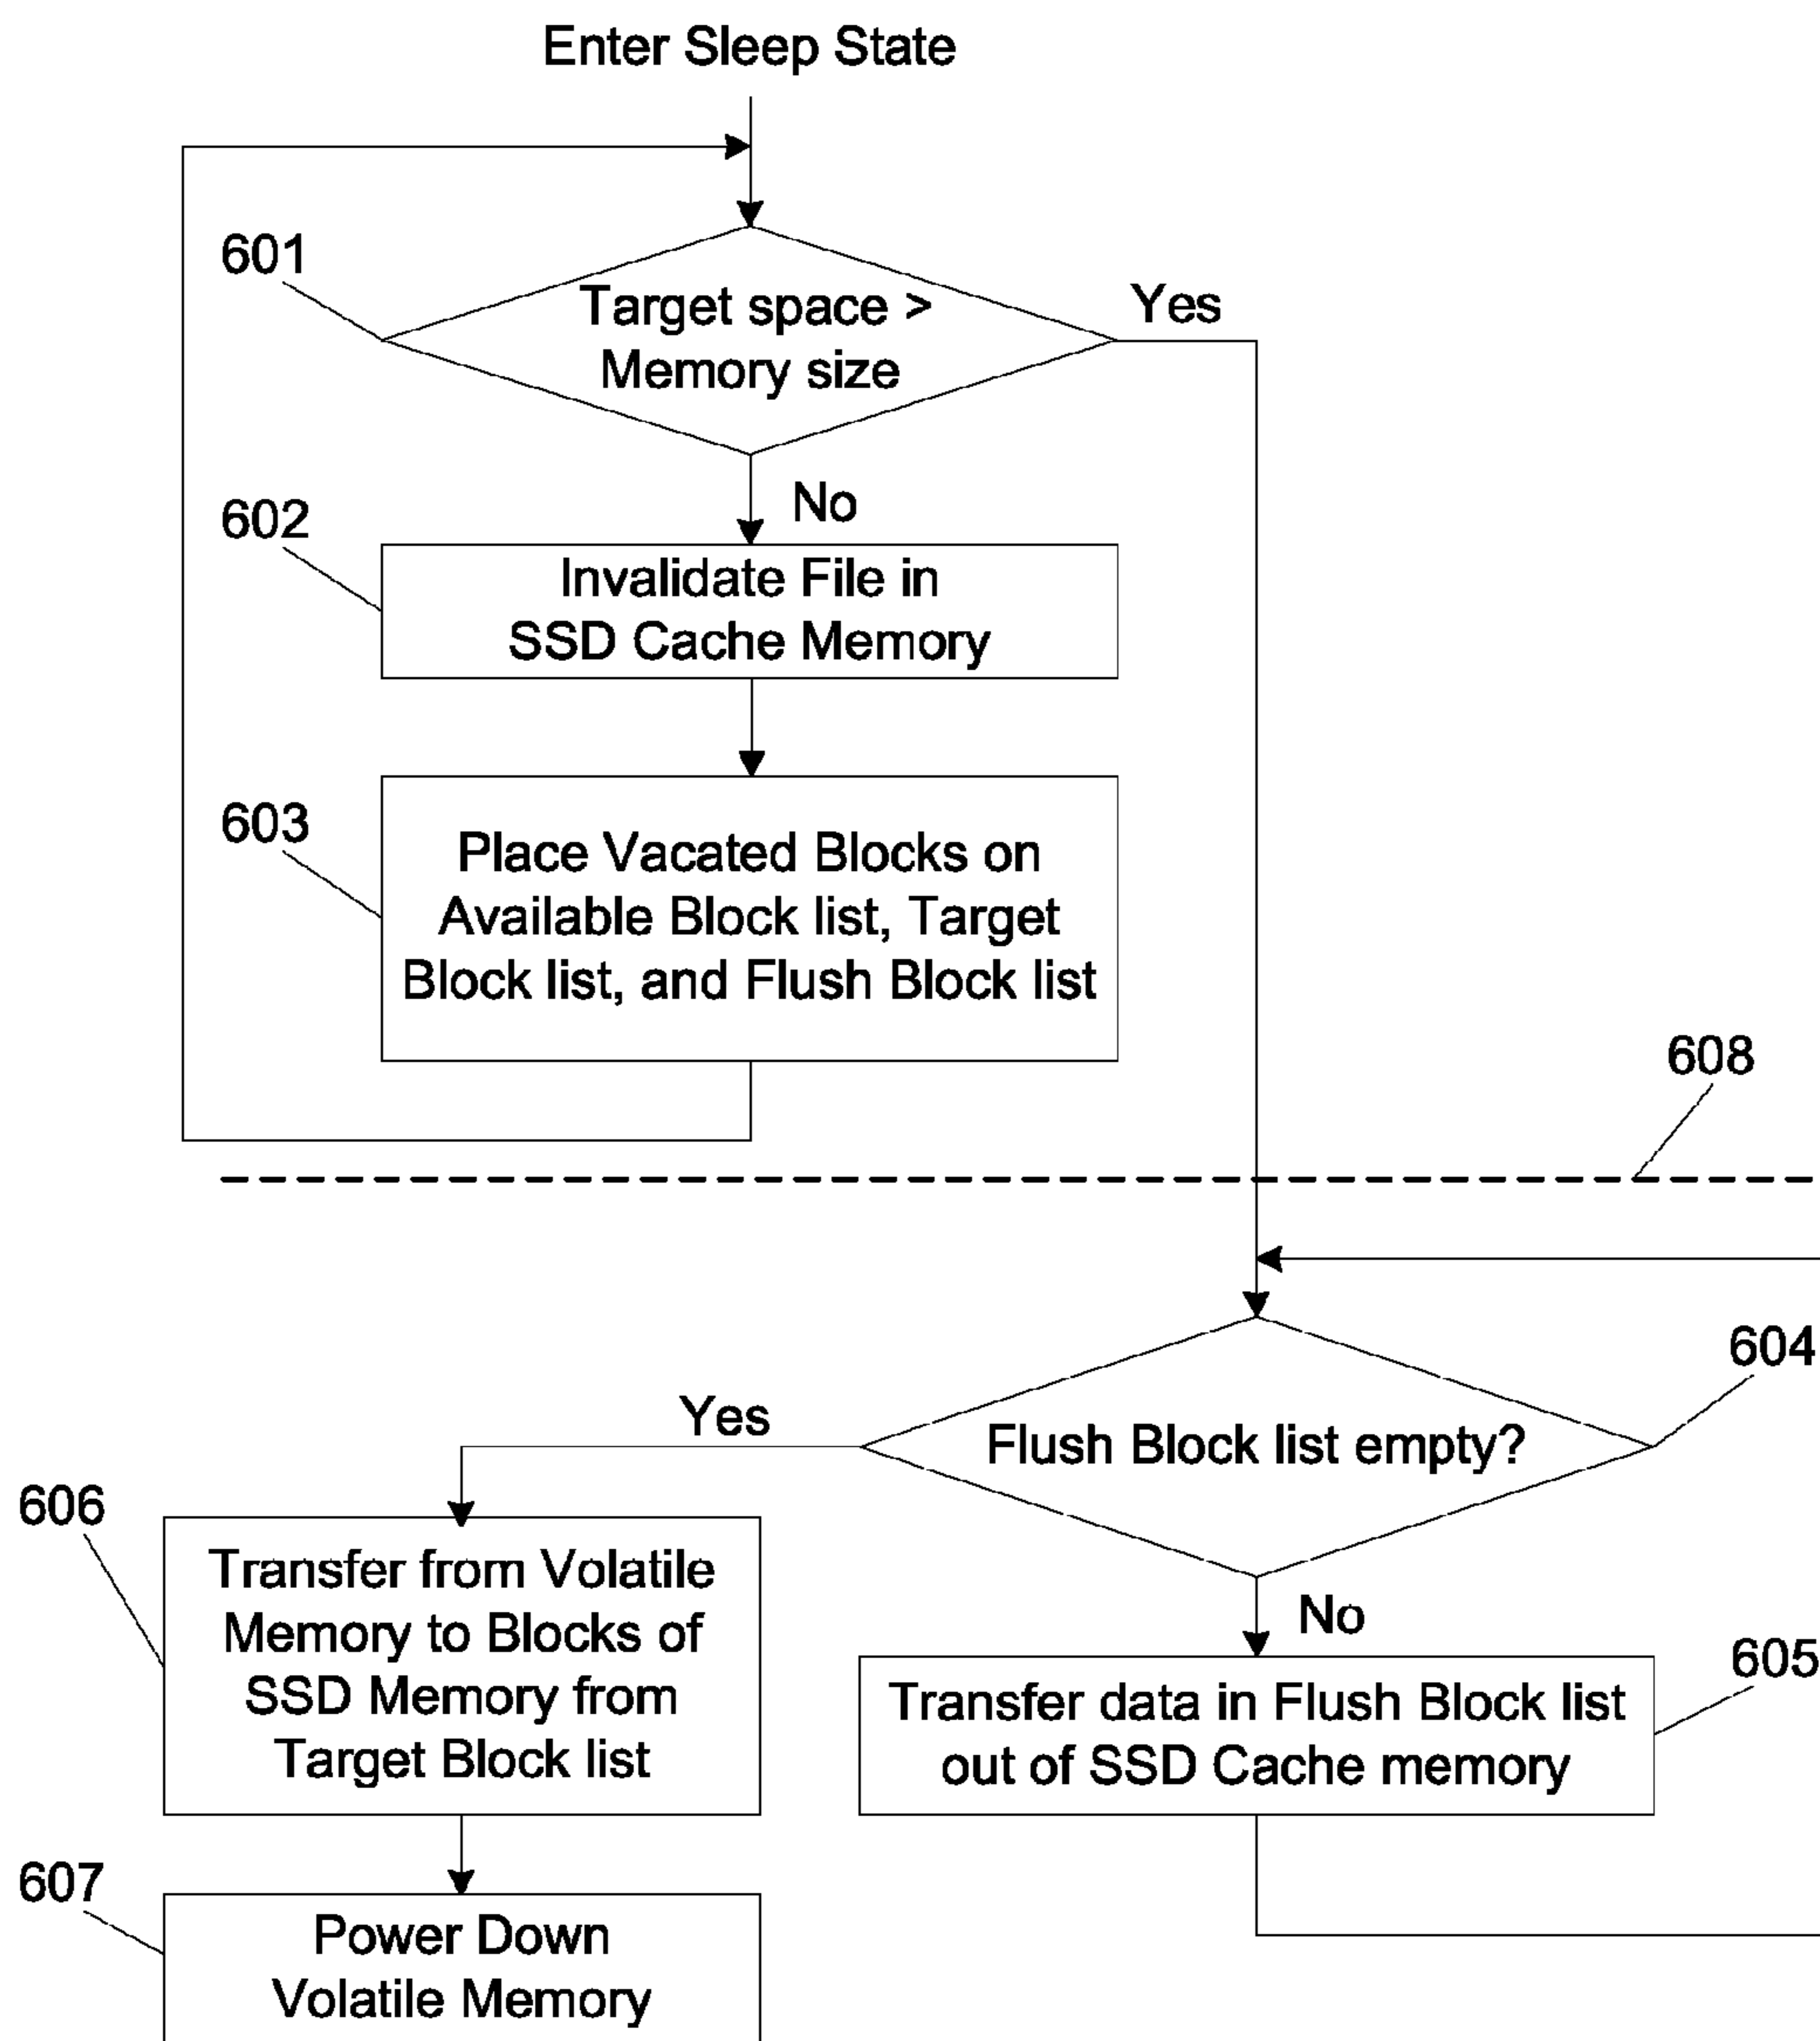 Enter Sleep State
601
Target space >
Memory size
Yes
No
602
Invalidate File in
SSD Cache Memory
603
Place Vacated Blocks on
Available Block list, Target
Block list, and Flush Block list
608
604
Flush Block list empty?
Yes
No
606
Transfer from Volatile
Memory to Blocks of
SSD Memory from
Target Block list
605
Transfer data in Flush Block list
out of SSD Cache memory
607
Power Down
Volatile Memory